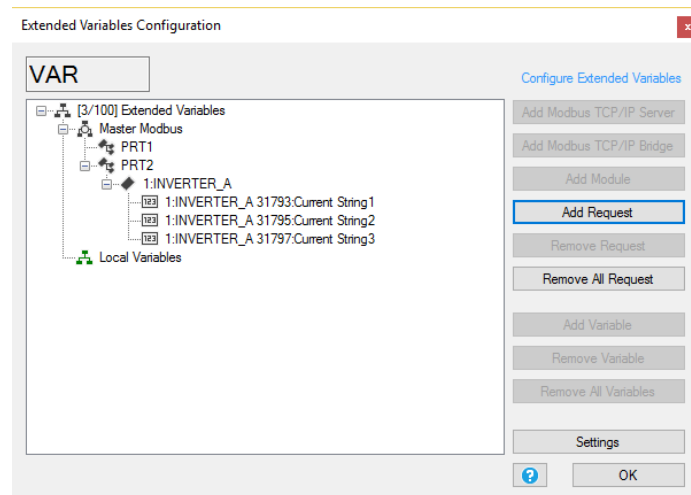 Extended Variables Configuration
x
VAR
Configure Extended Variables
[3/100] Extended Variables
Master Modbus
PRT1
PRT2
1:INVERTER_A
123 1:INVERTER_A 31793:Current String1
123 1:INVERTER_A 31795:Current String2
123 1:INVERTER_A 31797:Current String3
Local Variables
Add Modbus TCP/IP Server
Add Modbus TCP/IP Bridge
Add Module
Add Request
Remove Request
Remove All Request
Add Variable
Remove Variable
Remove All Variables
Settings
?
OK